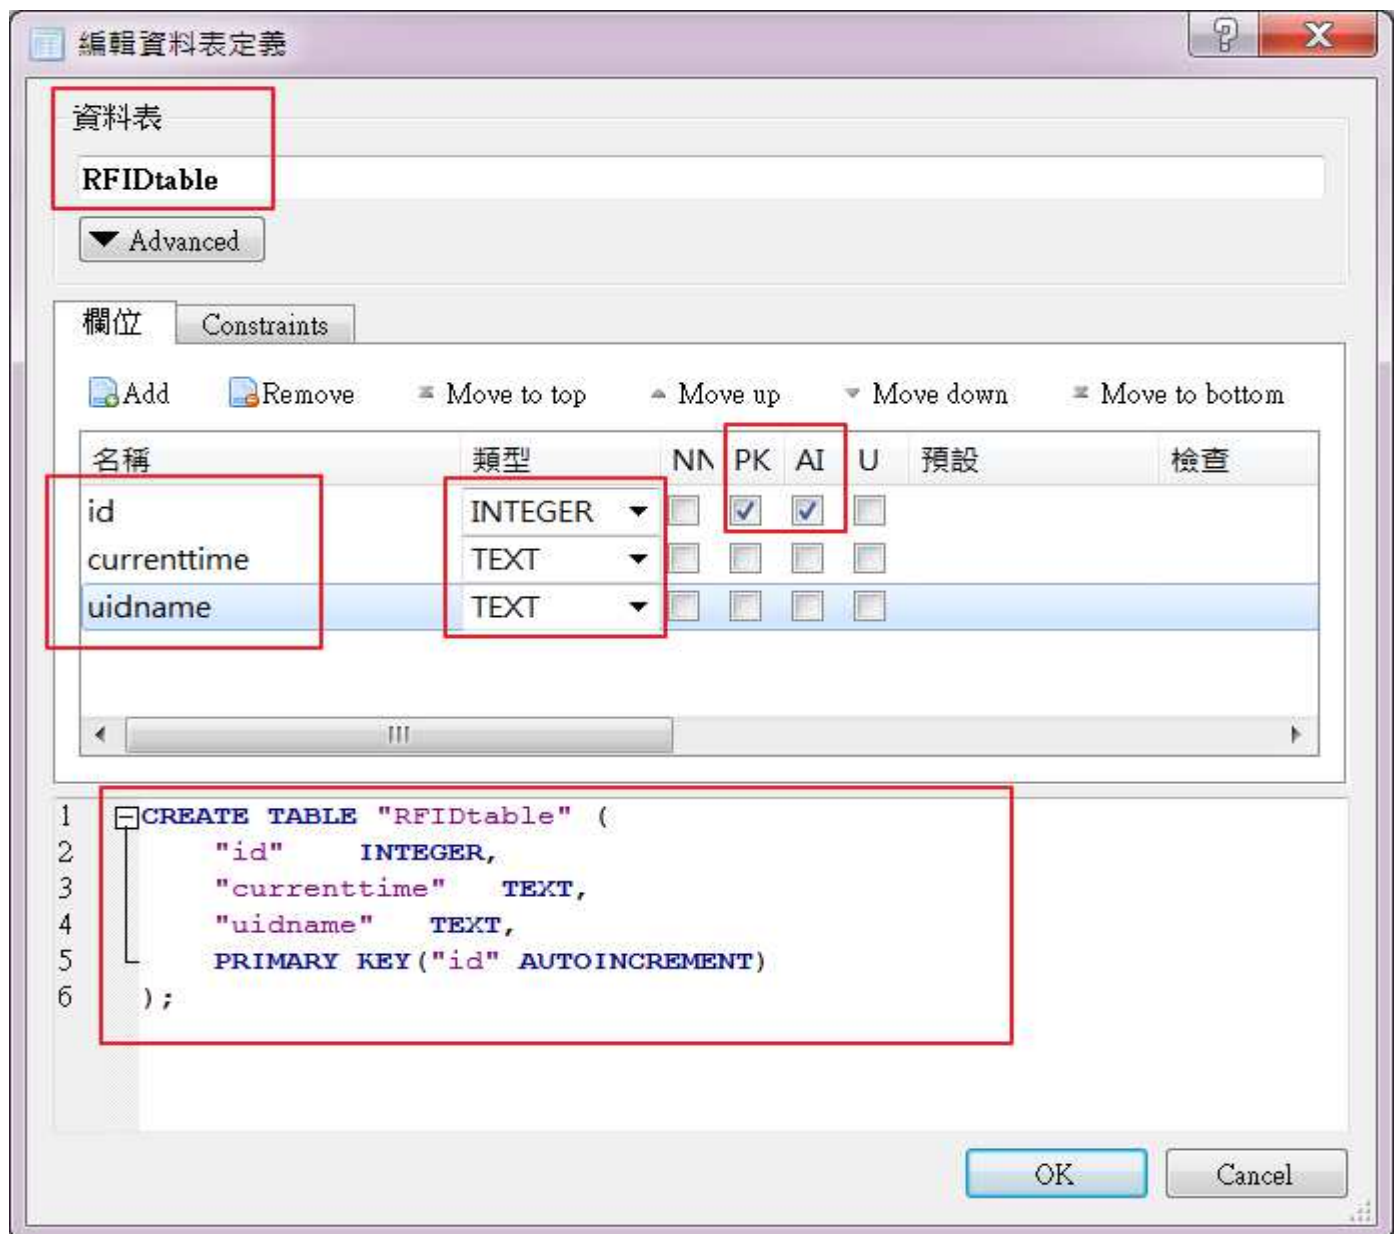 編輯資料表定義
資料表
RFIDtable
Advanced
欄位 Constraints
Add Remove Move to top Move up Move down Move to bottom
名稱 類型 NN PK AI U 預設 檢查
id INTEGER
currenttime TEXT
uidname TEXT
1 CREATE TABLE "RFIDtable" (
2 "id" INTEGER,
3 "currenttime" TEXT,
4 "uidname" TEXT,
5 PRIMARY KEY("id" AUTOINCREMENT)
6 );
OK Cancel